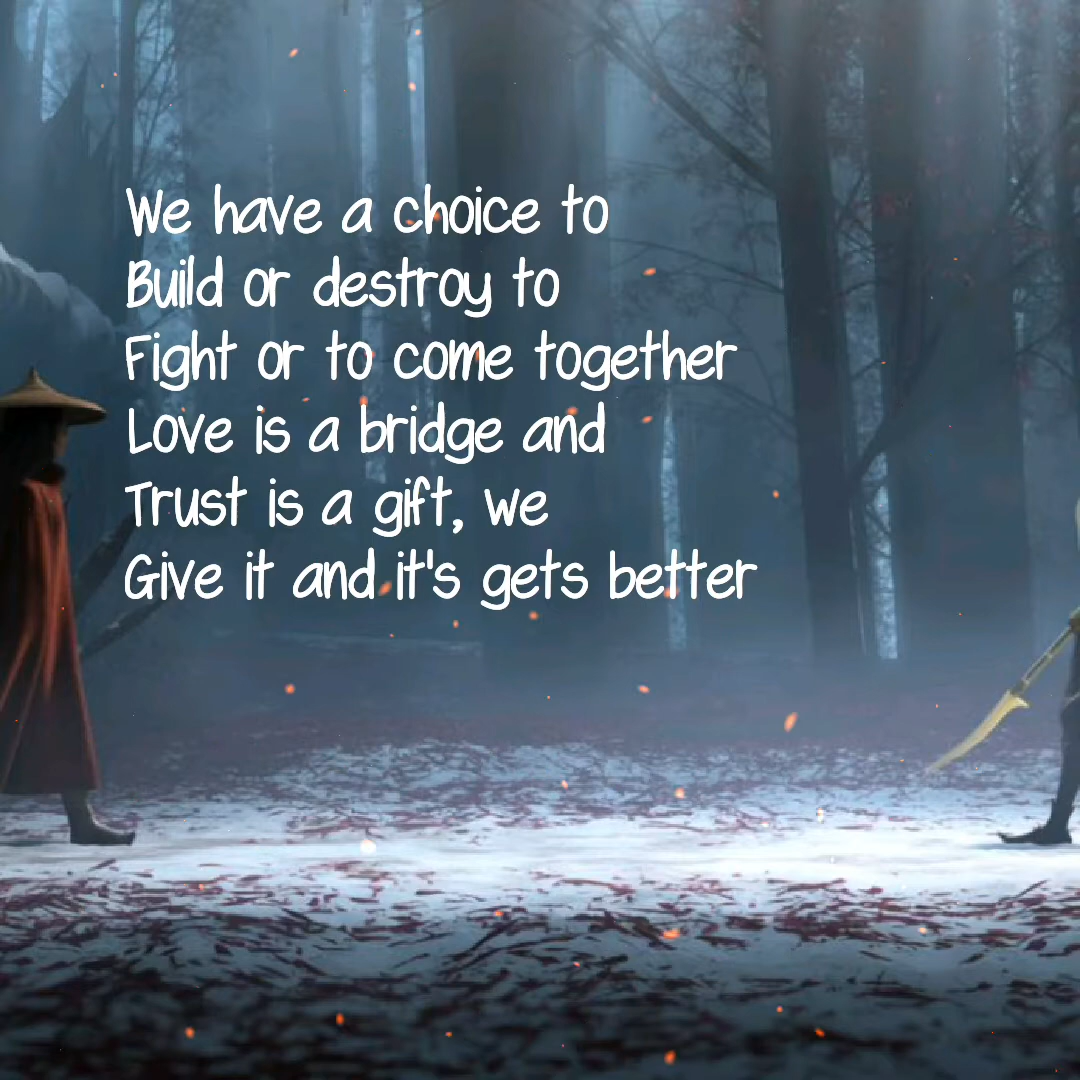 We have a choice to
Build or destroy to
Fight or to come together
Love is a bridge and
Trust is a gift, we
Give it and it's gets better